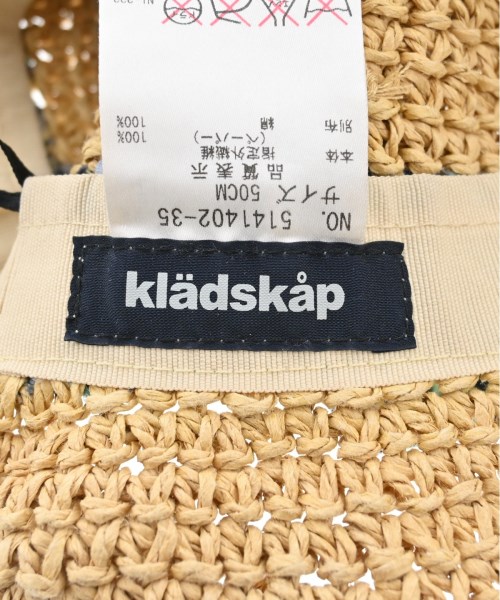 NO. 5141402-35
サイズ 50CM
品質表示
本体 指定外繊維 100%
(ペーパー)
別布 綿 100%
klädskåp